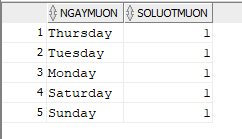 NGAYMUON SOLUOTMUON
1 Thursday 1
2 Tuesday 1
3 Monday 1
4 Saturday 1
5 Sunday 1